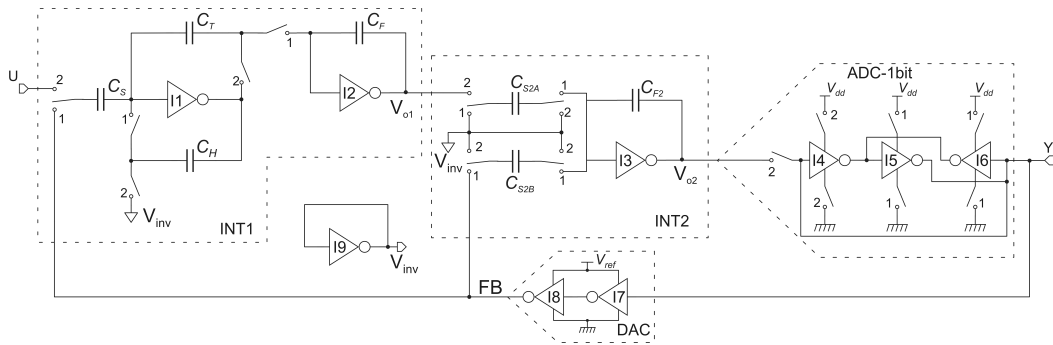 U
2
1
C_S
C_T
I1
1
2
C_H
2
V_inv
INT1
1
C_F
I2
V_o1
2
1
C_S2A
1
2
V_inv
2
1
C_S2B
2
1
C_F2
I3
V_o2
INT2
ADC-1bit
2
V_dd
2
I4
2
V_dd
1
I5
1
V_dd
1
I6
1
Y
I9
V_inv
FB
V_ref
I8
I7
DAC